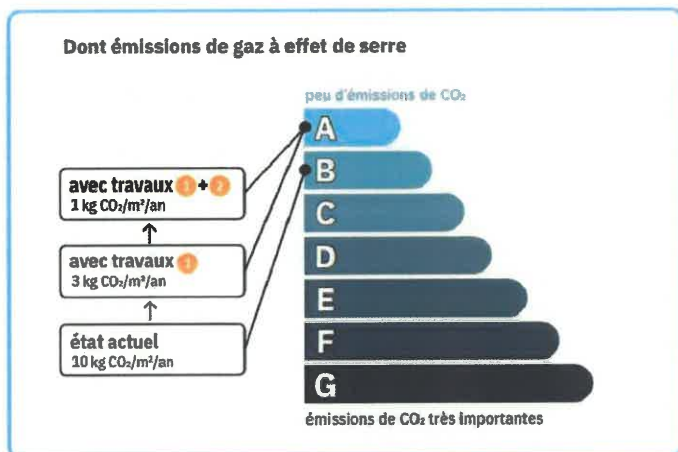 Dont émissions de gaz à effet de serre
peu d'émissions de CO₂
A
B
C
D
E
F
G
émissions de CO₂ très importantes
avec travaux 1 + 2
1 kg CO₂/m²/an
avec travaux 1
3 kg CO₂/m²/an
état actuel
10 kg CO₂/m²/an